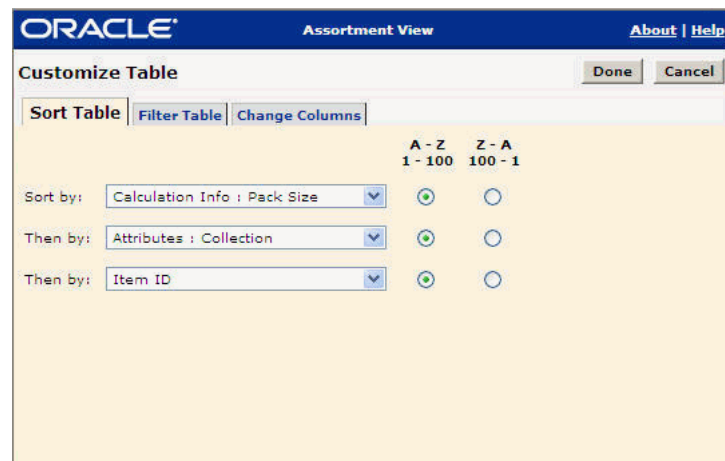 ORACLE Assortment View About | Help
Customize Table Done Cancel
Sort Table Filter Table Change Columns
A - Z Z - A
1 - 100 100 - 1
Sort by: Calculation Info : Pack Size
Then by: Attributes : Collection
Then by: Item ID